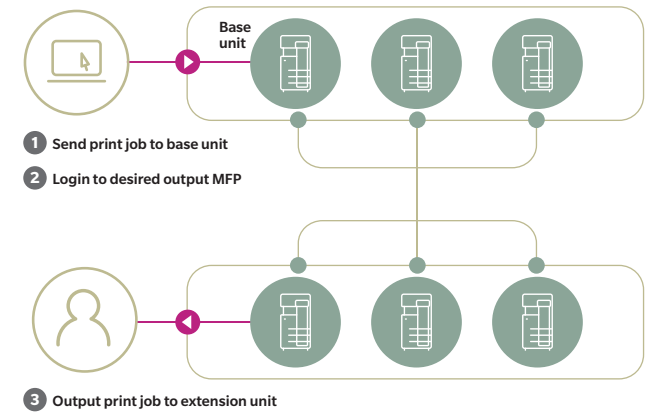 Base
unit
1 Send print job to base unit
2 Login to desired output MFP
3 Output print job to extension unit